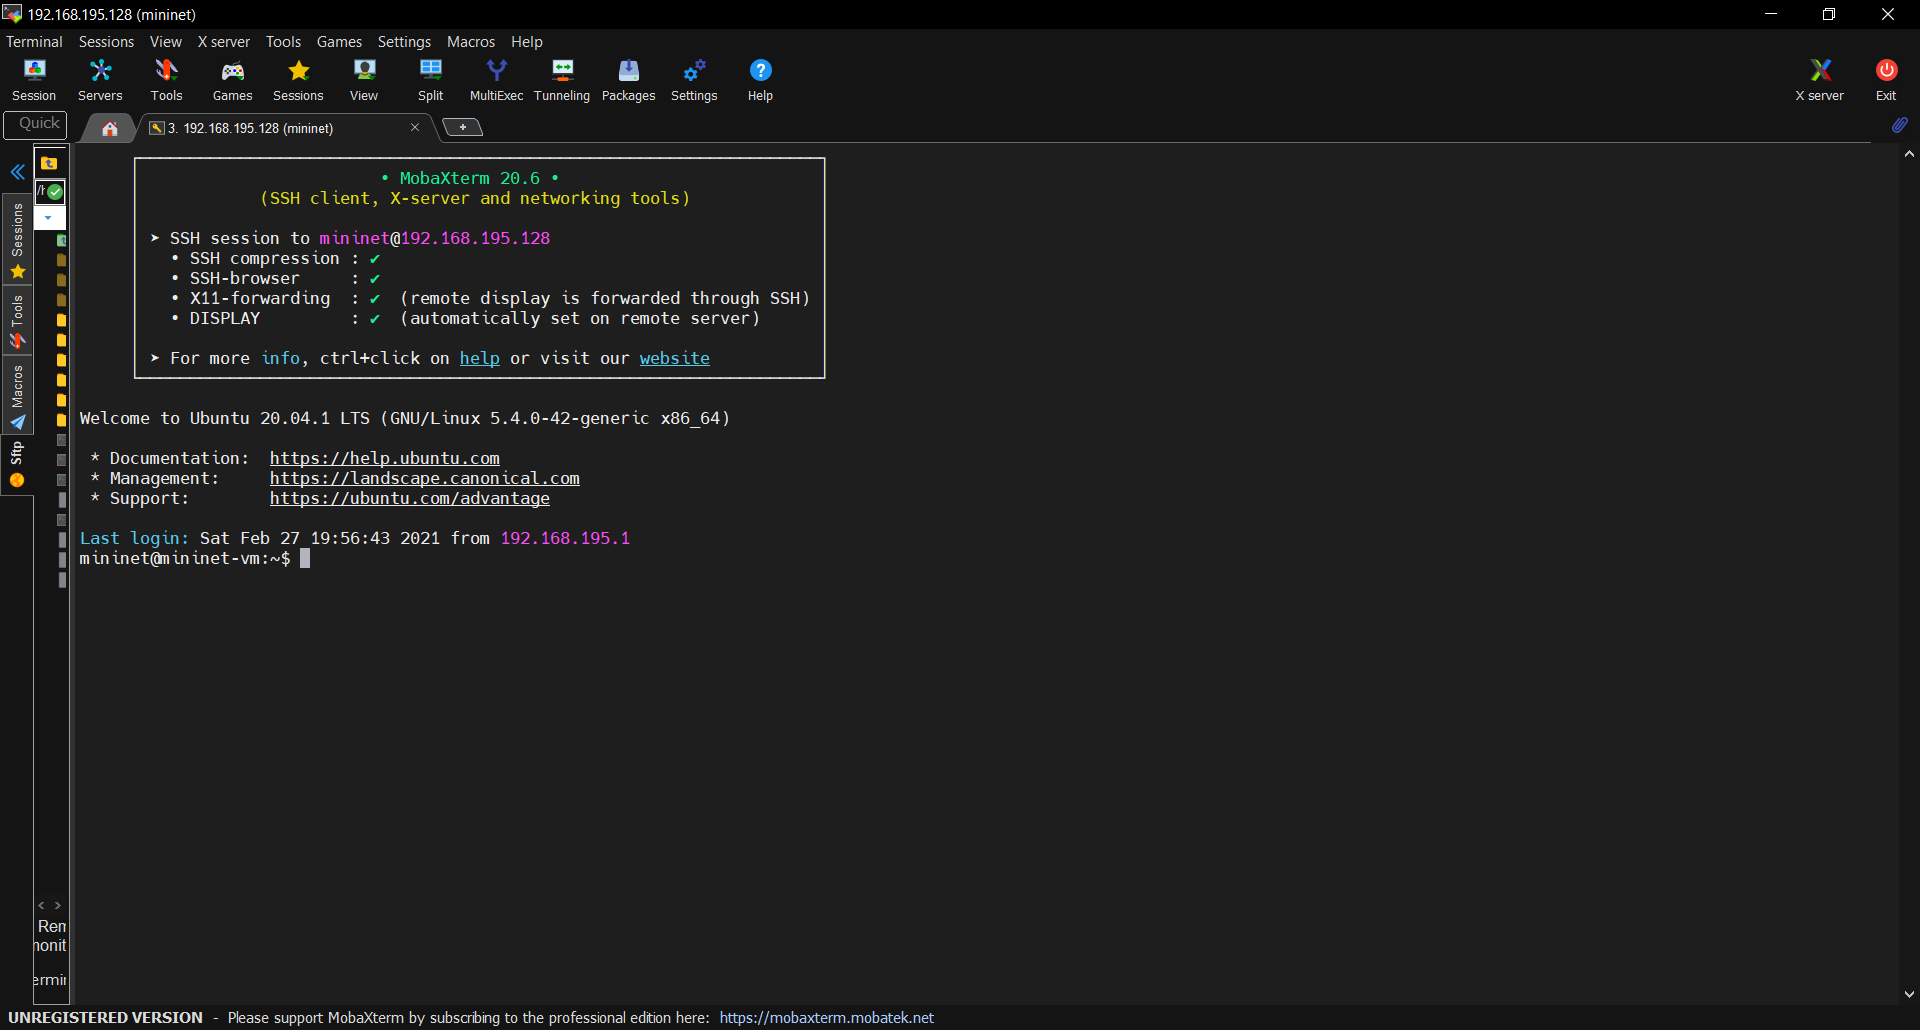 192.168.195.128 (mininet)
Terminal Sessions View X server Tools Games Settings Macros Help
Session Servers Tools Games Sessions View Split MultiExec Tunneling Packages Settings Help X server Exit
Quick
3. 192.168.195.128 (mininet)
Sessions
Tools
Macros
Sftp
• MobaXterm 20.6 •
(SSH client, X-server and networking tools)
➤ SSH session to mininet@192.168.195.128
• SSH compression : ✔
• SSH-browser : ✔
• X11-forwarding : ✔ (remote display is forwarded through SSH)
• DISPLAY : ✔ (automatically set on remote server)
➤ For more info, ctrl+click on help or visit our website
Welcome to Ubuntu 20.04.1 LTS (GNU/Linux 5.4.0-42-generic x86_64)
* Documentation: https://help.ubuntu.com
* Management: https://landscape.canonical.com
* Support: https://ubuntu.com/advantage
Last login: Sat Feb 27 19:56:43 2021 from 192.168.195.1
mininet@mininet-vm:~$
UNREGISTERED VERSION - Please support MobaXterm by subscribing to the professional edition here: https://mobaxterm.mobatek.net